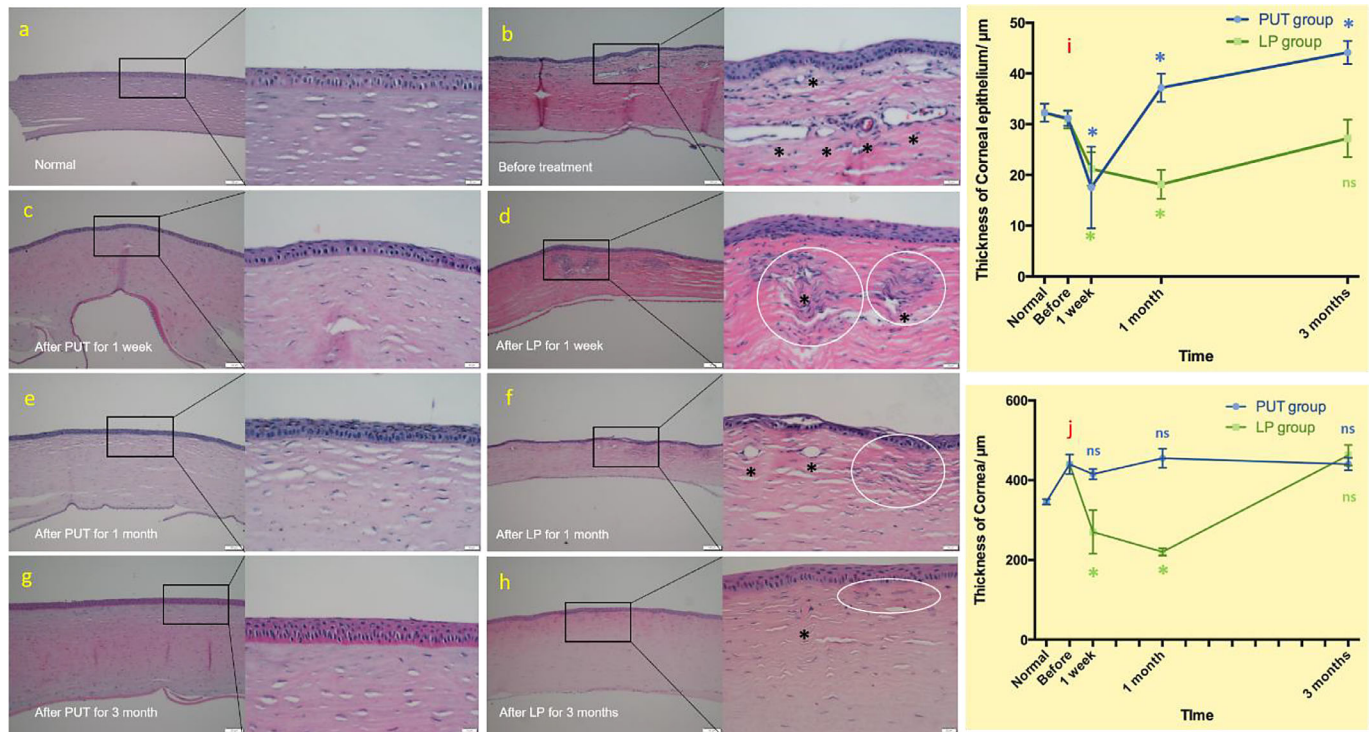 a
Normal
b
*
* * * *
Before treatment
c
After PUT for 1 week
d
*
*
After LP for 1 week
e
After PUT for 1 month
f
* *
After LP for 1 month
g
After PUT for 3 month
h
*
After LP for 3 months
i
PUT group
LP group
Thickness of Corneal epithelium/ μm
50
40
30
20
10
0
*
*
*
*
*
ns
Normal
Before
1 week
1 month
3 months
Time
j
PUT group
LP group
Thickness of Cornea/ μm
600
400
200
0
ns
ns
ns
*
*
ns
Normal
Before
1 week
1 month
3 months
TIme